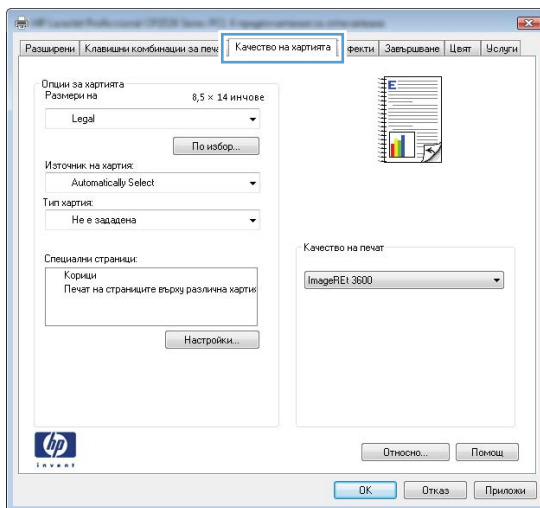 Разширени Клавишни комбинации за печа Качество на хартията фекти Завършване Цвят Услуги
Опции за хартията
Размери на 8,5 × 14 инчове
Legal
По избор...
Източник на хартия:
Automatically Select
Тип хартия:
Не е зададена
Специални страници:
Корици
Печат на страниците върху различна хартия
Настройки...
E
Качество на печат
ImageREt 3600
hp
invent
Относно... Помощ
OK Отказ Приложи